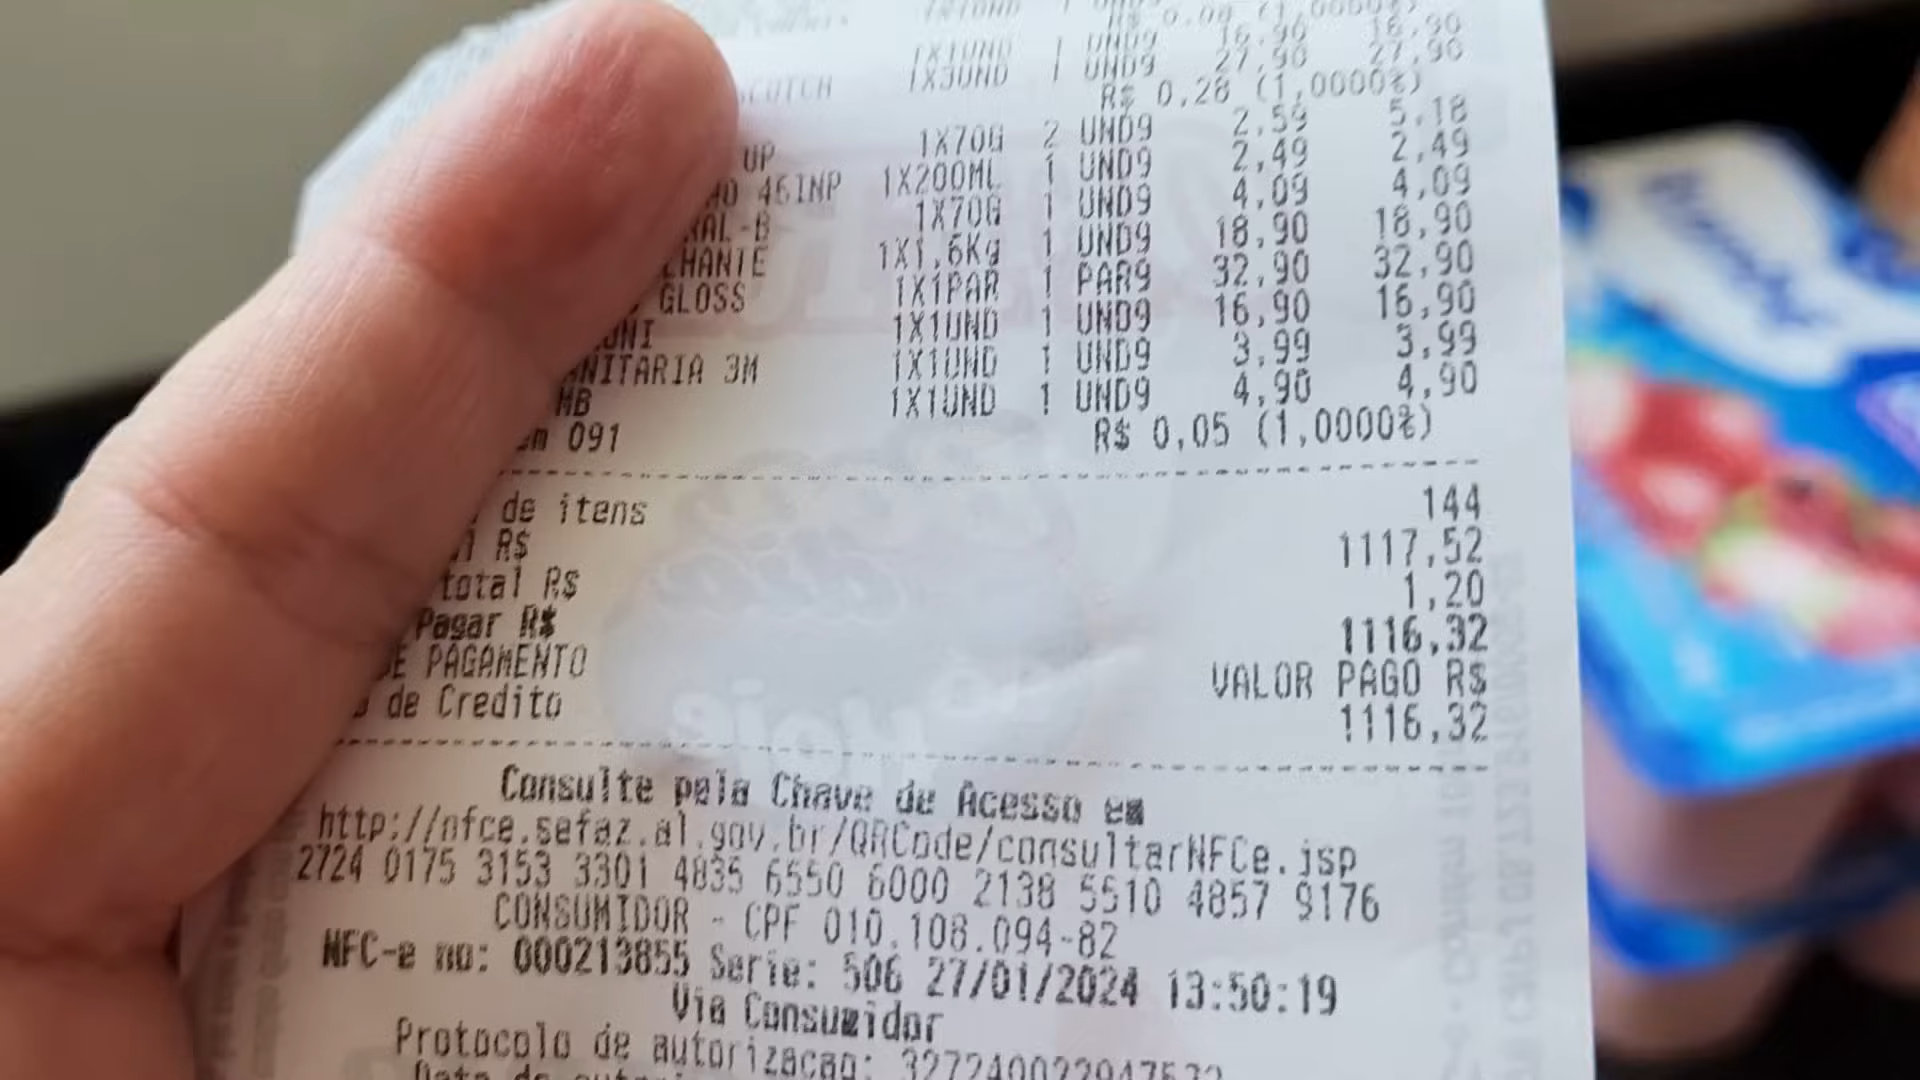 1X1UND 1 UND9 16,90 16,90
SCOTCH 1X3UND 1 UND9 27,90 27,90
R$ 0,28 (1,0000%)
UP 1X70G 2 UND9 2,59 5,18
46INP 1X200ML 1 UND9 2,49 2,49
RAL-B 1X70G 1 UND9 4,09 4,09
LHANTE 1X1,6Kg 1 UND9 18,90 18,90
GLOSS 1X1PAR 1 PAR9 32,90 32,90
UNI 1X1UND 1 UND9 16,90 16,90
ANITARIA 3M 1X1UND 1 UND9 3,99 3,99
MB 1X1UND 1 UND9 4,90 4,90
em 091 R$ 0,05 (1,0000%)
de itens 144
R$ 1117,52
total R$ 1,20
Pagar R$ 1116,32
DE PAGAMENTO VALOR PAGO R$
de Credito 1116,32
Consulte pela Chave de Acesso em
http://nfce.sefaz.al.gov.br/QRCode/consultarNFCe.jsp
2724 0175 3153 3301 4835 6550 6000 2138 5510 4857 9176
CONSUMIDOR - CPF 010.108.094-82
NFC-e no: 000213855 Serie: 506 27/01/2024 13:50:19
Via Consumidor
Protocolo de autorizacao: